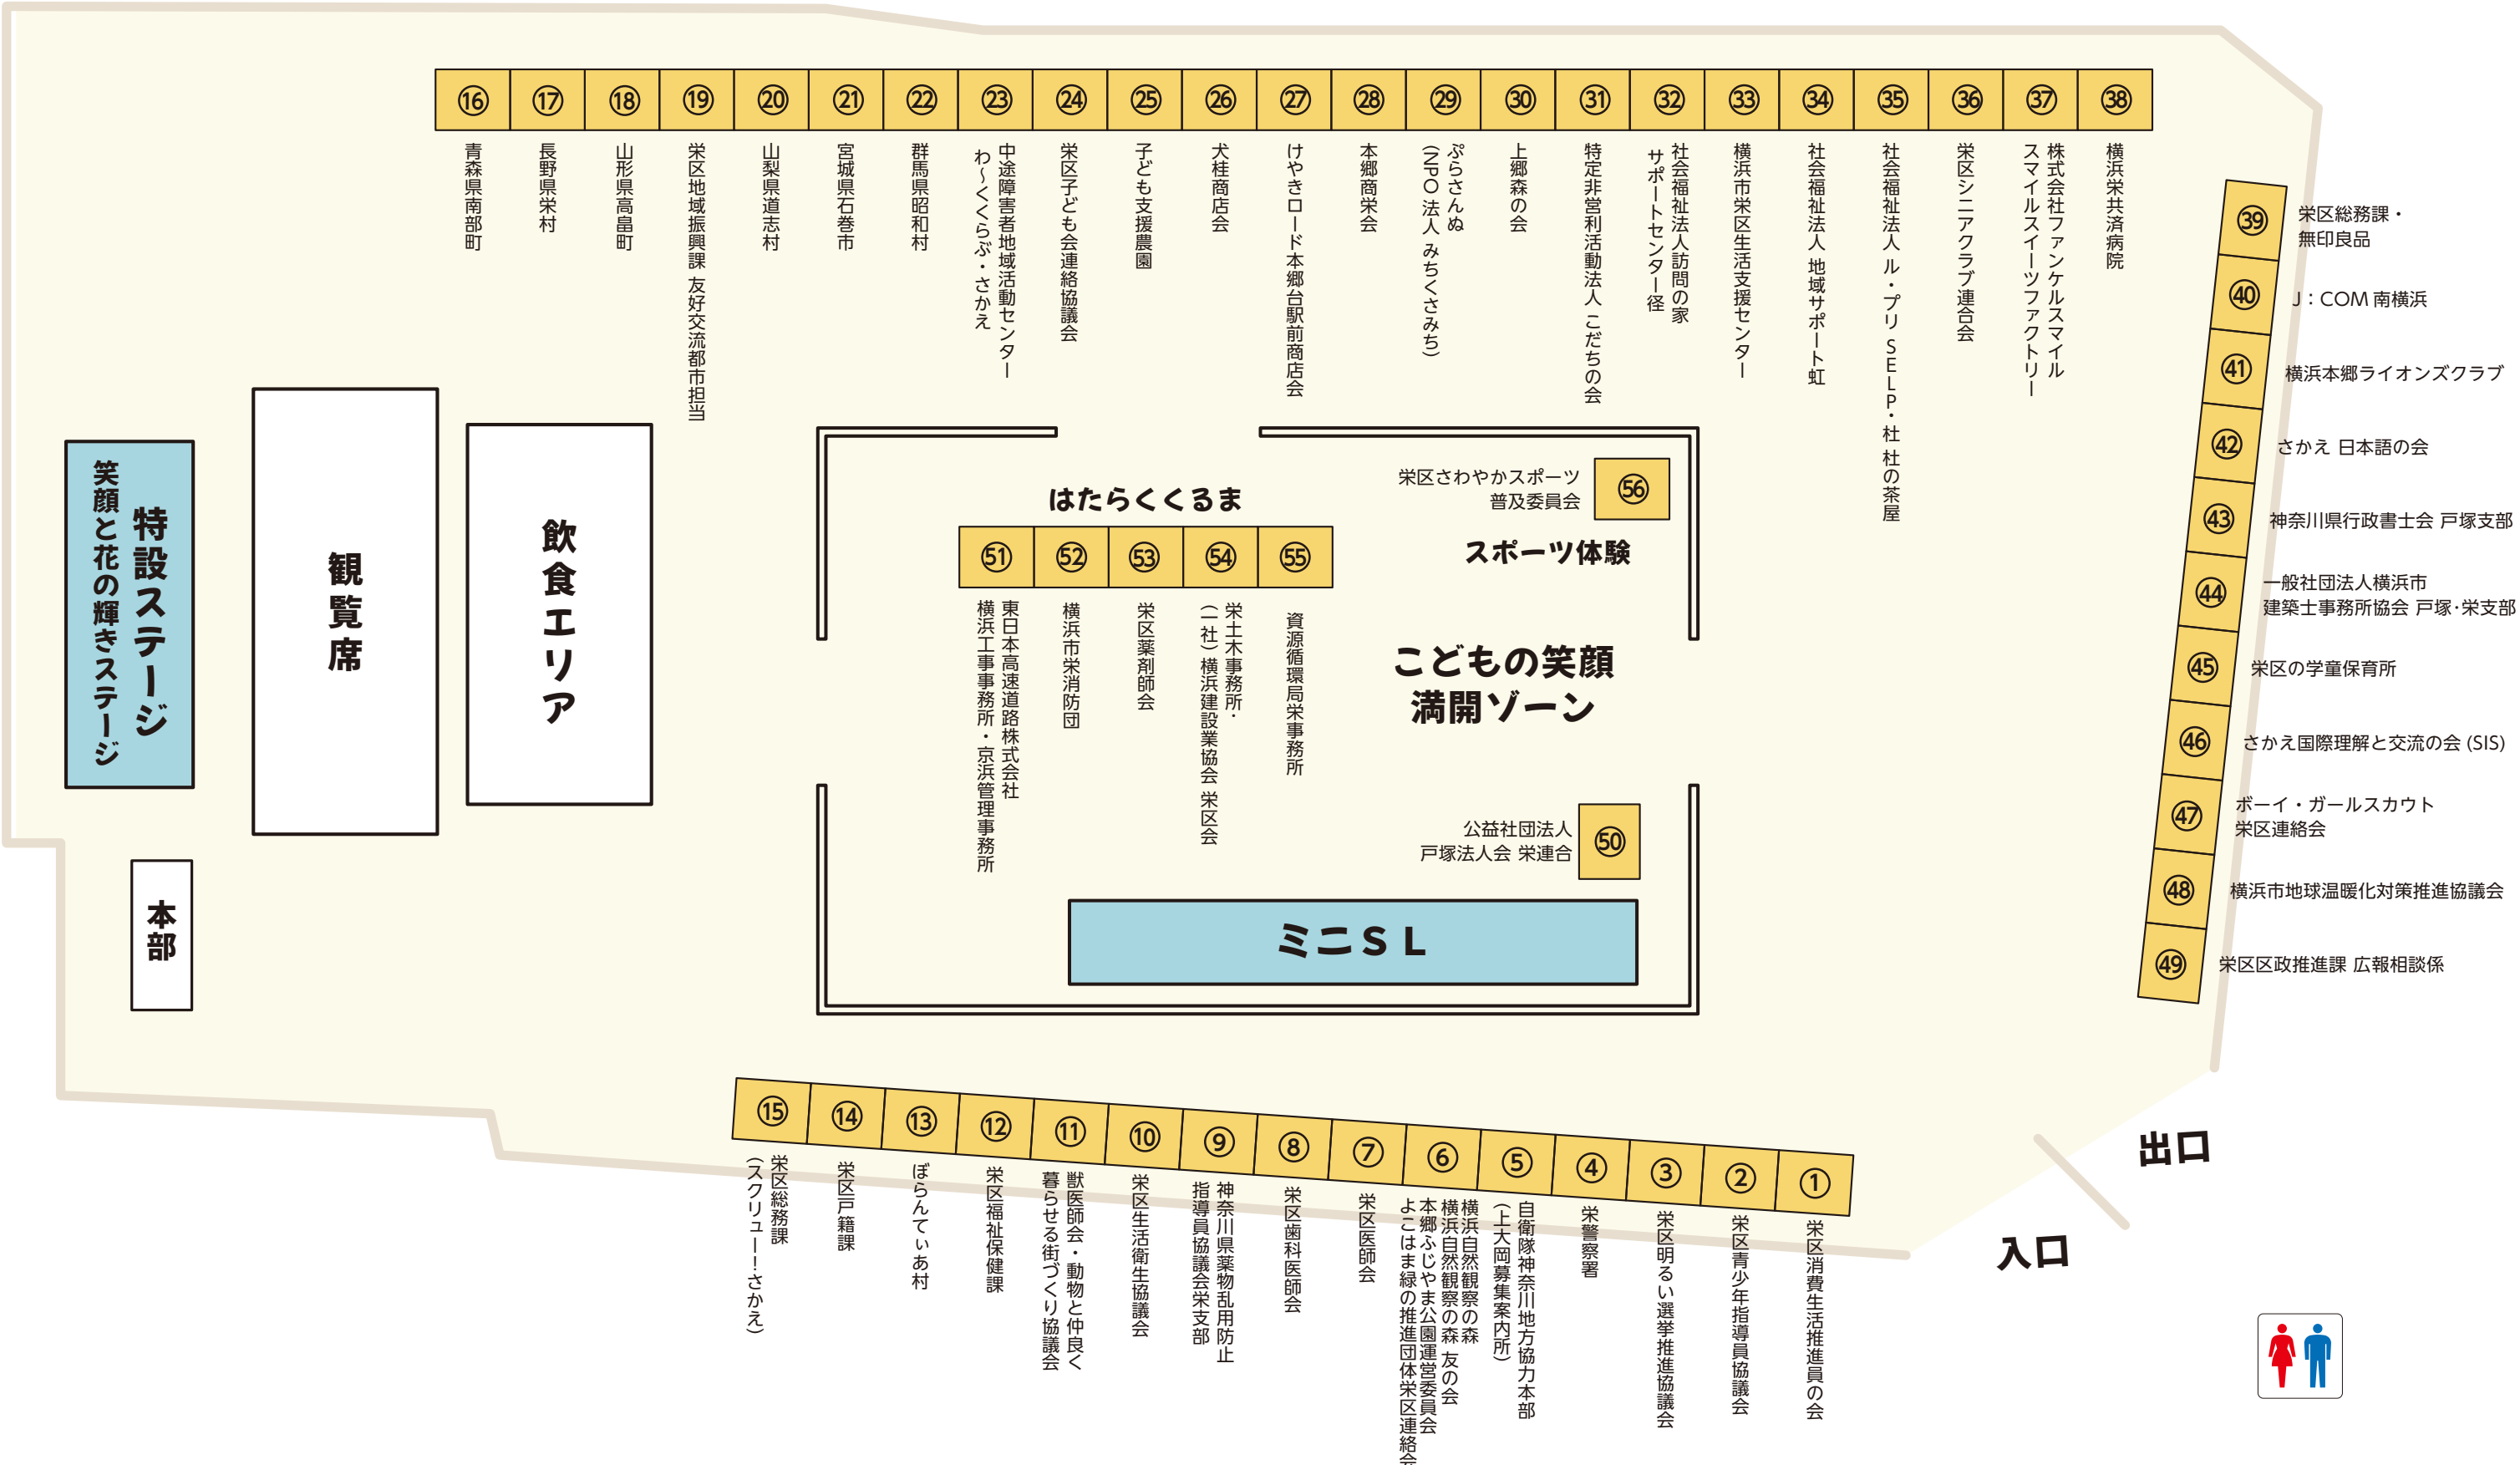 ⑯
青森県南部町
⑰
長野県栄村
⑱
山形県高畠町
⑲
栄区地域振興課 友好交流都市担当
⑳
山梨県道志村
㉑
宮城県石巻市
㉒
群馬県昭和村
㉓
中途障害者地域活動センター
わ～くくらぶ・さかえ
㉔
栄区子ども会連絡協議会
㉕
子ども支援農園
㉖
犬桂商店会
㉗
けやきロード本郷台駅前商店会
㉘
本郷商栄会
㉙
ぷらさんぬ
(NPO 法人 みちくさみち)
㉚
上郷森の会
㉛
特定非営利活動法人 こだちの会
㉜
社会福祉法人訪問の家
サポートセンター径
㉝
横浜市栄区生活支援センター
㉞
社会福祉法人 地域サポート虹
㉟
社会福祉法人 ル・プリ SELP・杜 杜の茶屋
㊱
栄区シニアクラブ連合会
㊲
株式会社ファンケルスマイル
スマイルスイーツファクトリー
㊳
横浜栄共済病院
㊴
栄区総務課・
無印良品
㊵
J：COM 南横浜
㊶
横浜本郷ライオンズクラブ
㊷
さかえ 日本語の会
㊸
神奈川県行政書士会 戸塚支部
㊹
一般社団法人横浜市
建築士事務所協会 戸塚・栄支部
㊺
栄区の学童保育所
㊻
さかえ国際理解と交流の会 (SIS)
㊼
ボーイ・ガールスカウト
栄区連絡会
㊽
横浜市地球温暖化対策推進協議会
㊾
栄区区政推進課 広報相談係
特設ステージ
笑顔と花の輝きステージ
観覧席
飲食エリア
本部
はたらくくるま
51
東日本高速道路株式会社
横浜工事事務所・京浜管理事務所
52
横浜市栄消防団
53
栄区薬剤師会
54
栄土木事務所・
(一社) 横浜建設業協会 栄区会
55
資源循環局栄事務所
栄区さわやかスポーツ
普及委員会
56
スポーツ体験
こどもの笑顔
満開ゾーン
公益社団法人
戸塚法人会 栄連合
㊿
ミニSL
⑮
栄区総務課
(スクリュー！さかえ)
⑭
栄区戸籍課
⑬
ぼらんてぃあ村
⑫
栄区福祉保健課
⑪
獣医師会・動物と仲良く
暮らせる街づくり協議会
⑩
栄区生活衛生協議会
⑨
神奈川県薬物乱用防止
指導員協議会栄支部
⑧
栄区歯科医師会
⑦
栄区医師会
⑥
横浜自然観察の森
横浜自然観察の森 友の会
本郷ふじやま公園運営委員会
よこはま緑の推進団体栄区連絡会
⑤
自衛隊神奈川地方協力本部
(上大岡募集案内所)
④
栄警察署
③
栄区明るい選挙推進協議会
②
栄区青少年指導員協議会
①
栄区消費生活推進員の会
出口
入口